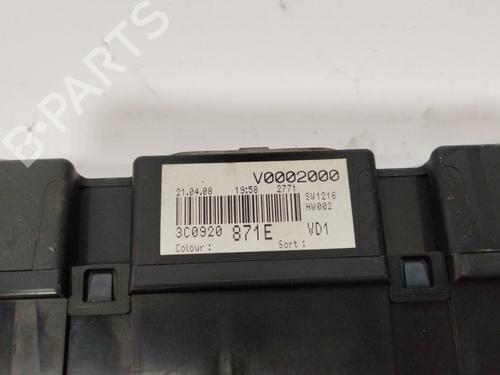 B-PARTS
V0002000
21.04.08 19:58 2771
SW1216
HW002
3C0920 871E VD1
Colour : Sort :